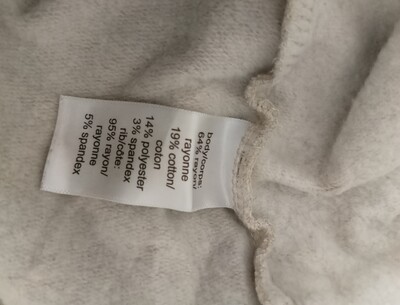 body/corps:
64% rayon/
rayonne
19% cotton/
coton
14% polyester
3% spandex
rib/côte:
95% rayon/
rayonne
5% spandex